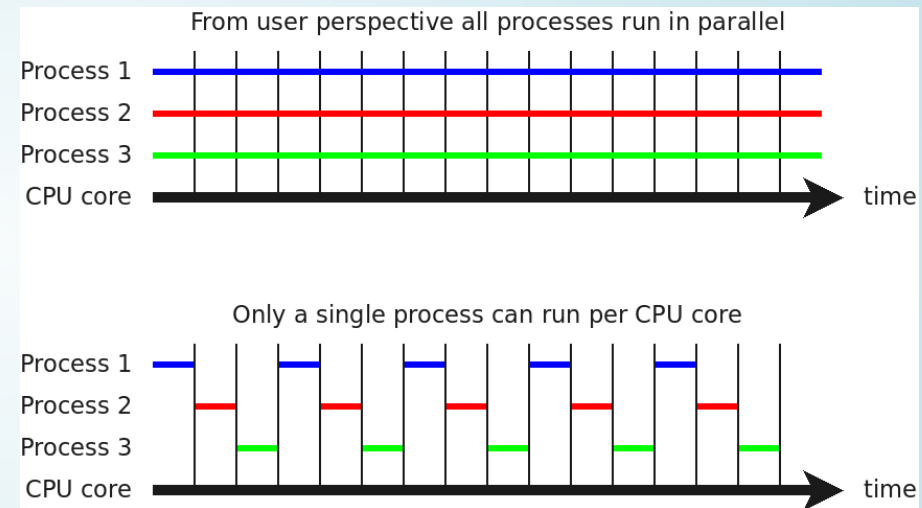 From user perspective all processes run in parallel
Process 1
Process 2
Process 3
CPU core
time
Only a single process can run per CPU core
Process 1
Process 2
Process 3
CPU core
time